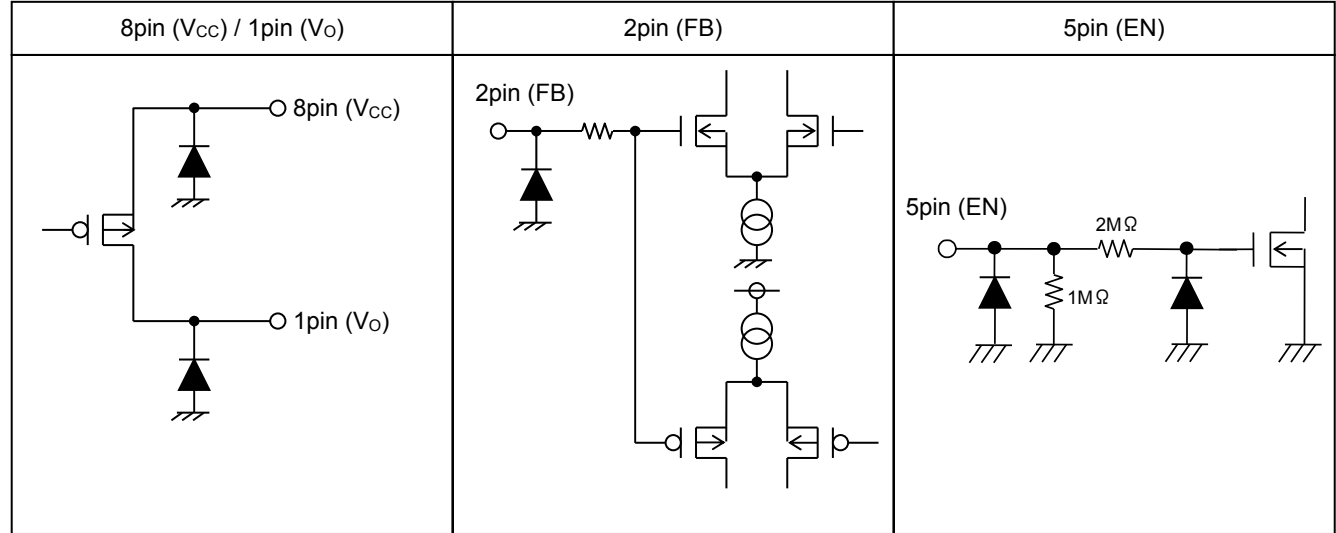 8pin (VCC) / 1pin (VO)
2pin (FB)
5pin (EN)
8pin (VCC)
1pin (VO)
2pin (FB)
5pin (EN)
2MΩ
1MΩ